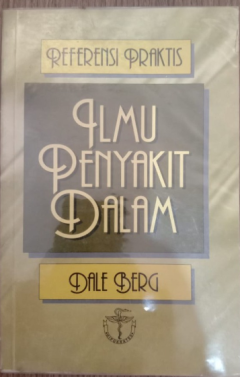 REFERENSI PRAKTIS
ILMU
PENYAKIT
DALAM
DALE BERG